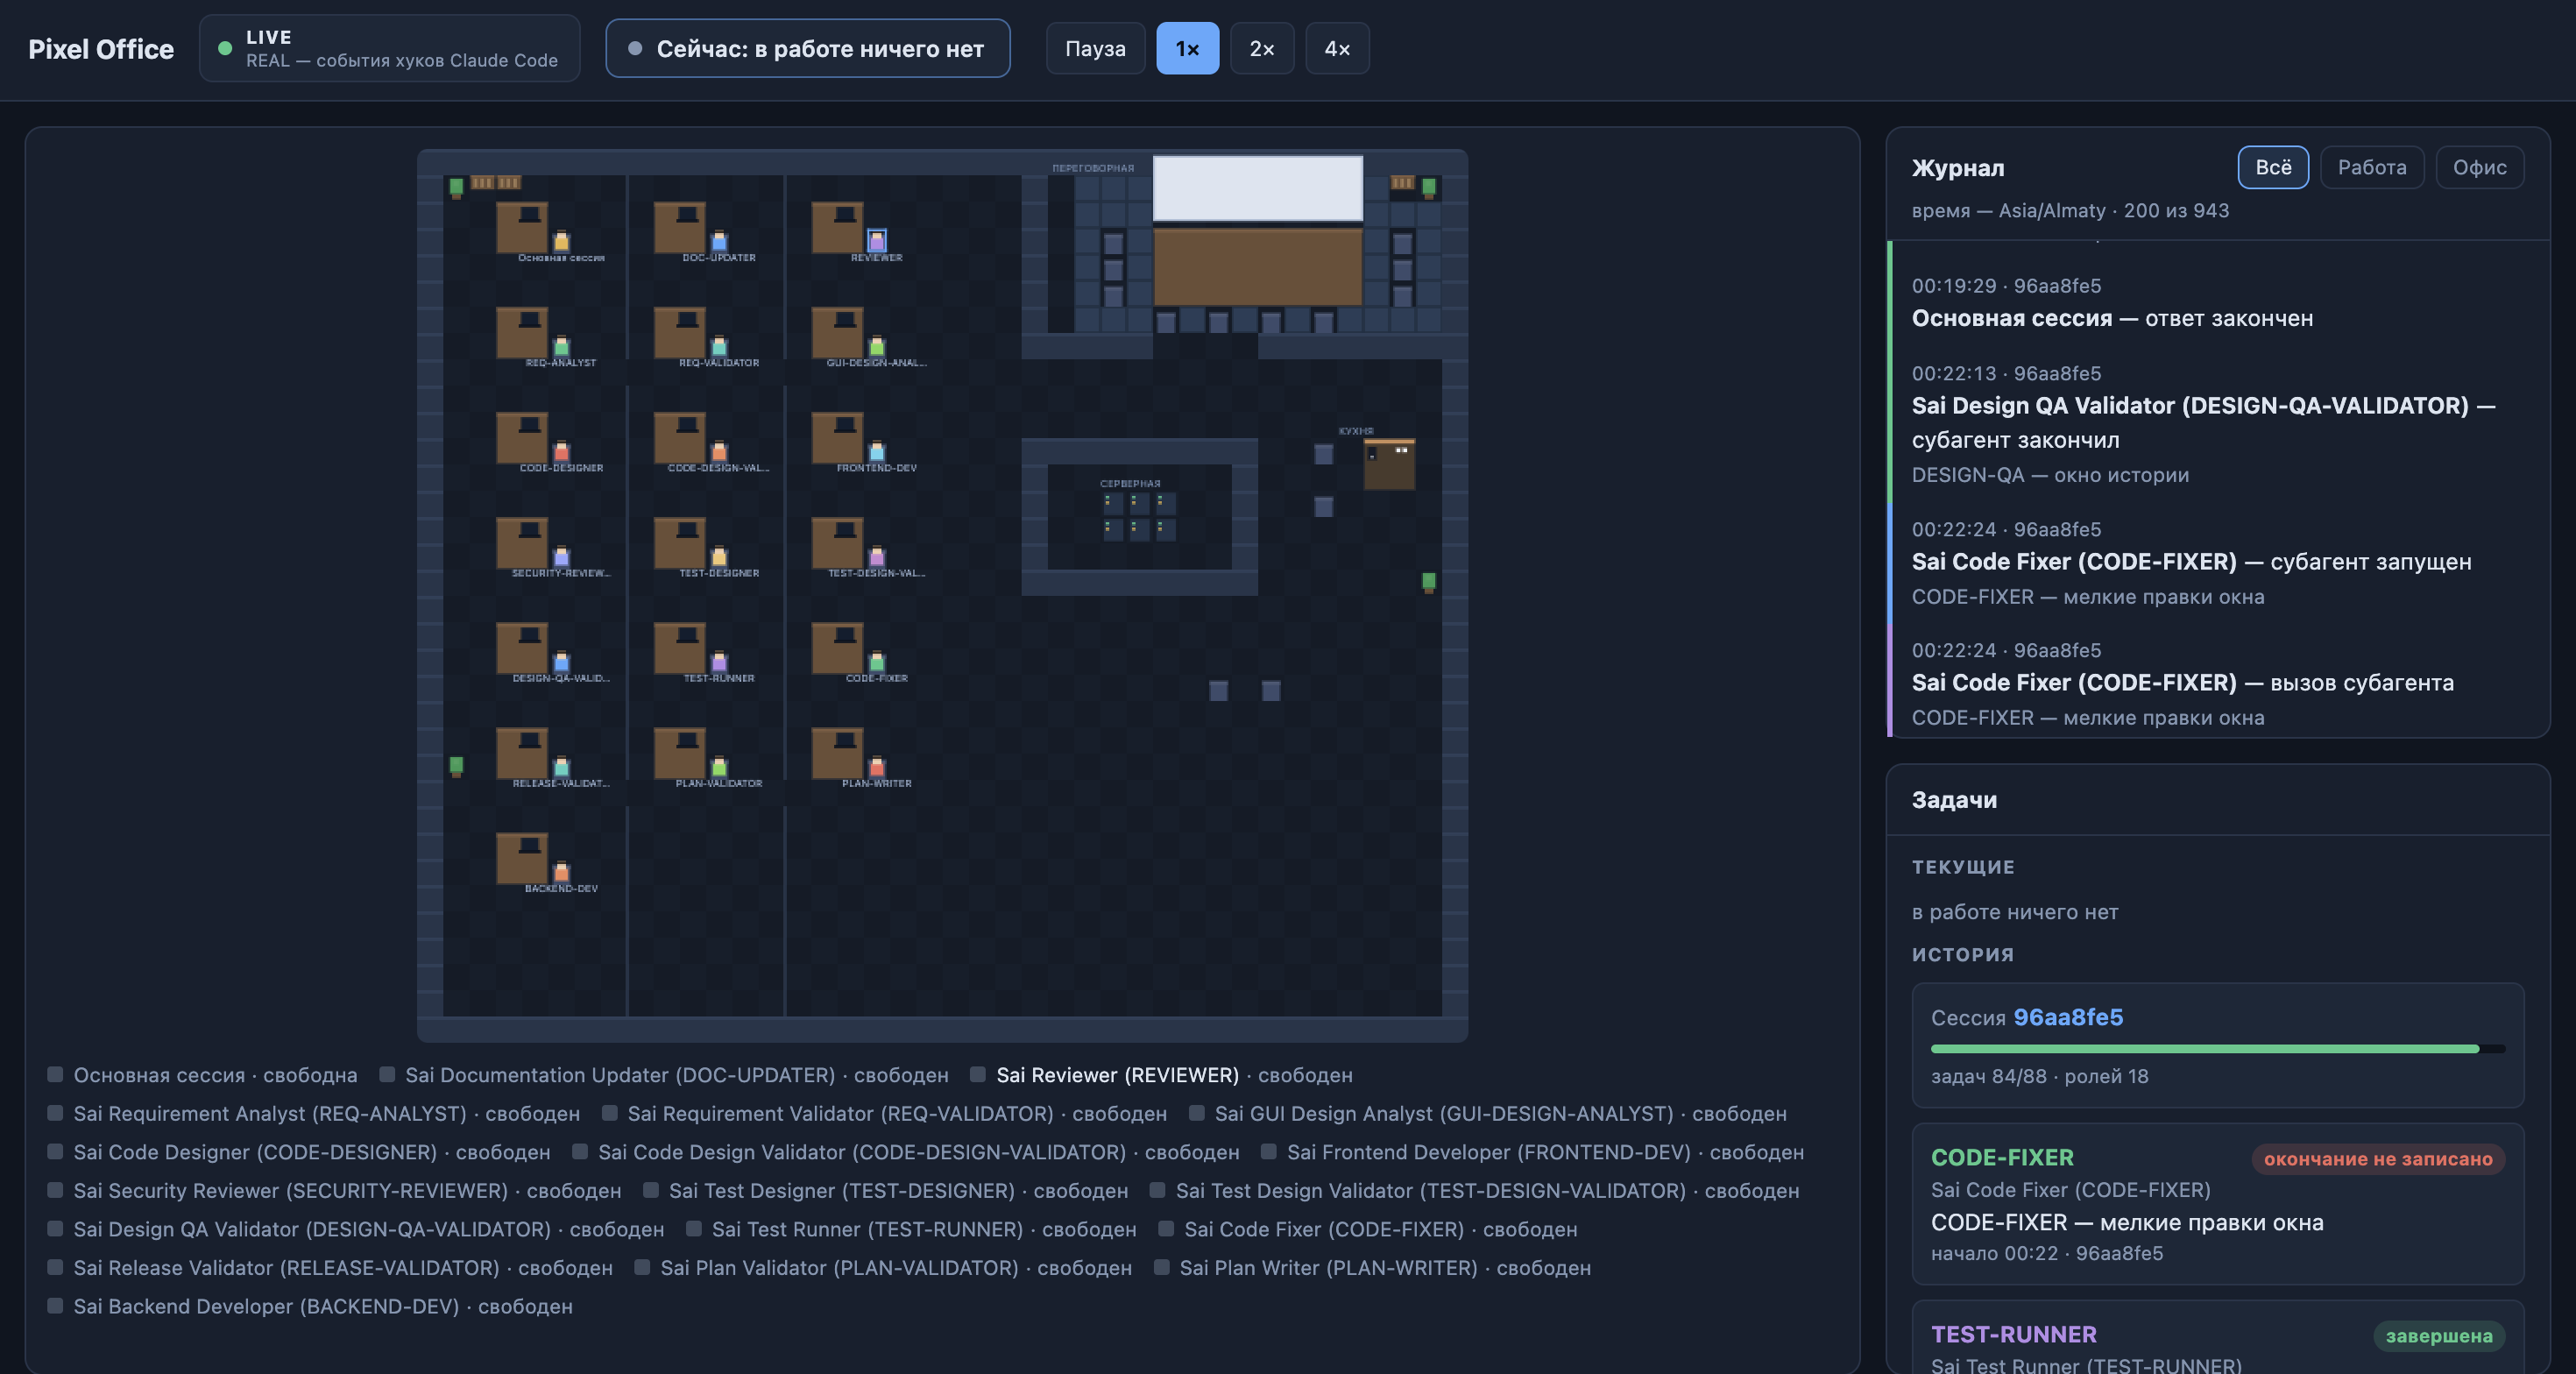 Pixel Office
LIVE
REAL — события хуков Claude Code
Сейчас: в работе ничего нет
Пауза
1×
2×
4×
ПЕРЕГОВОРНАЯ
Основная сессия
DOC-UPDATER
REVIEWER
REQ-ANALYST
REQ-VALIDATOR
GUI-DESIGN-ANAL…
CODE-DESIGNER
CODE-DESIGN-VAL…
FRONTEND-DEV
КУХНЯ
СЕРВЕРНАЯ
SECURITY-REVIEW…
TEST-DESIGNER
TEST-DESIGN-VAL…
DESIGN-QA-VALID…
TEST-RUNNER
CODE-FIXER
RELEASE-VALIDAT…
PLAN-VALIDATOR
PLAN-WRITER
BACKEND-DEV
Основная сессия · свободна
Sai Documentation Updater (DOC-UPDATER) · свободен
Sai Reviewer (REVIEWER) · свободен
Sai Requirement Analyst (REQ-ANALYST) · свободен
Sai Requirement Validator (REQ-VALIDATOR) · свободен
Sai GUI Design Analyst (GUI-DESIGN-ANALYST) · свободен
Sai Code Designer (CODE-DESIGNER) · свободен
Sai Code Design Validator (CODE-DESIGN-VALIDATOR) · свободен
Sai Frontend Developer (FRONTEND-DEV) · свободен
Sai Security Reviewer (SECURITY-REVIEWER) · свободен
Sai Test Designer (TEST-DESIGNER) · свободен
Sai Test Design Validator (TEST-DESIGN-VALIDATOR) · свободен
Sai Design QA Validator (DESIGN-QA-VALIDATOR) · свободен
Sai Test Runner (TEST-RUNNER) · свободен
Sai Code Fixer (CODE-FIXER) · свободен
Sai Release Validator (RELEASE-VALIDATOR) · свободен
Sai Plan Validator (PLAN-VALIDATOR) · свободен
Sai Plan Writer (PLAN-WRITER) · свободен
Sai Backend Developer (BACKEND-DEV) · свободен
Журнал
Всё
Работа
Офис
время — Asia/Almaty · 200 из 943
00:19:29 · 96aa8fe5
Основная сессия — ответ закончен
00:22:13 · 96aa8fe5
Sai Design QA Validator (DESIGN-QA-VALIDATOR) —
субагент закончил
DESIGN-QA — окно истории
00:22:24 · 96aa8fe5
Sai Code Fixer (CODE-FIXER) — субагент запущен
CODE-FIXER — мелкие правки окна
00:22:24 · 96aa8fe5
Sai Code Fixer (CODE-FIXER) — вызов субагента
CODE-FIXER — мелкие правки окна
Задачи
ТЕКУЩИЕ
в работе ничего нет
ИСТОРИЯ
Сессия 96aa8fe5
задач 84/88 · ролей 18
CODE-FIXER
окончание не записано
Sai Code Fixer (CODE-FIXER)
CODE-FIXER — мелкие правки окна
начало 00:22 · 96aa8fe5
TEST-RUNNER
завершена
Sai Test Runner (TEST-RUNNER)